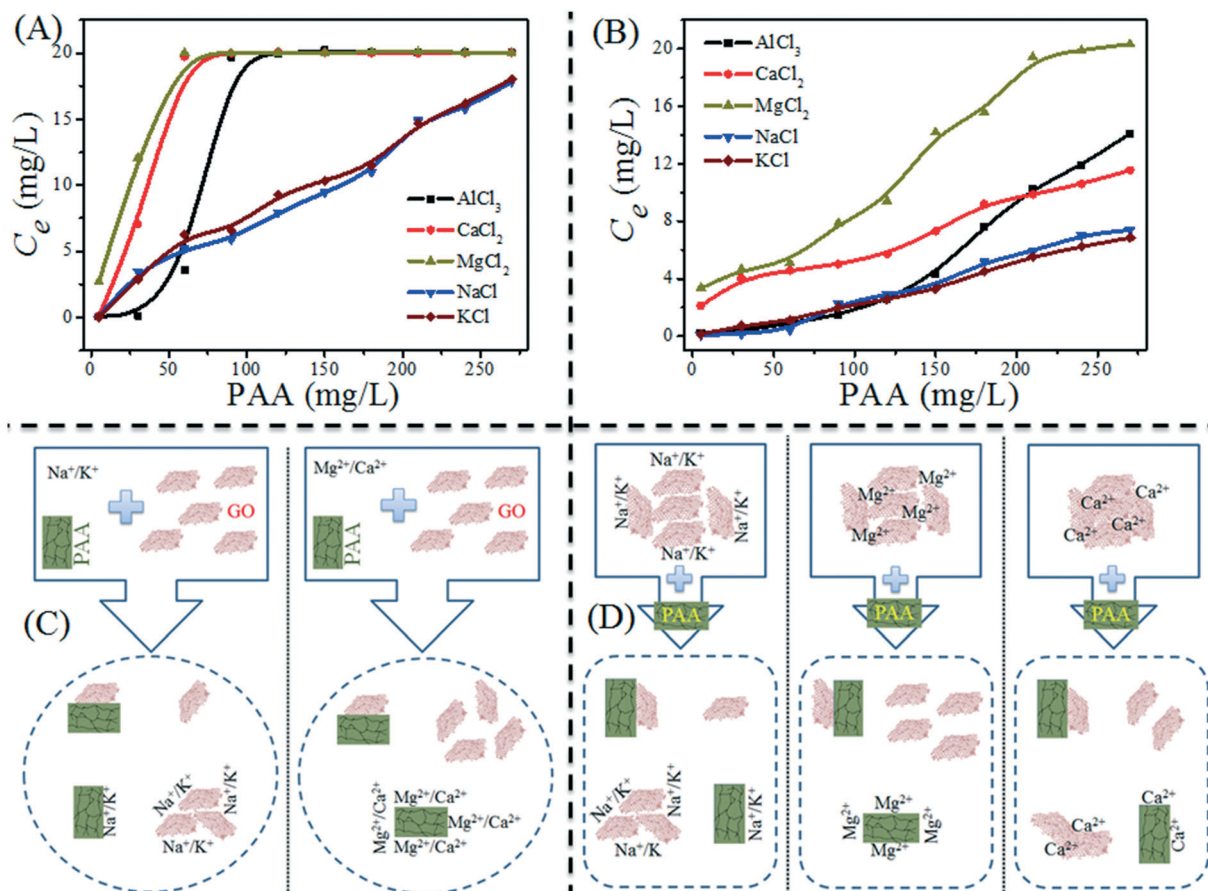 (A)
C_e (mg/L)
20
15
10
5
0
AlCl₃
CaCl₂
MgCl₂
NaCl
KCl
0 50 100 150 200 250
PAA (mg/L)
(B)
C_e (mg/L)
20
16
12
8
4
0
AlCl₃
CaCl₂
MgCl₂
NaCl
KCl
0 50 100 150 200 250
PAA (mg/L)
(C)
Na⁺/K⁺
PAA
GO
Na⁺/K⁺
Na⁺/K⁺
Na⁺/K⁺
Na⁺/K⁺
Mg²⁺/Ca²⁺
PAA
GO
Mg²⁺/Ca²⁺
Mg²⁺/Ca²⁺
Mg²⁺/Ca²⁺
Mg²⁺/Ca²⁺
(D)
Na⁺/K⁺
Na⁺/K⁺
Na⁺/K⁺
Na⁺/K⁺
PAA
Na⁺/K⁺
Na⁺/K⁺
Na⁺/K
Na⁺/K⁺
Mg²⁺
Mg²⁺
Mg²⁺
Mg²⁺
PAA
Mg²⁺
Mg²⁺
Mg²⁺
Mg²⁺
Ca²⁺
Ca²⁺
Ca²⁺
Ca²⁺
PAA
Ca²⁺
Ca²⁺
Ca²⁺
Ca²⁺